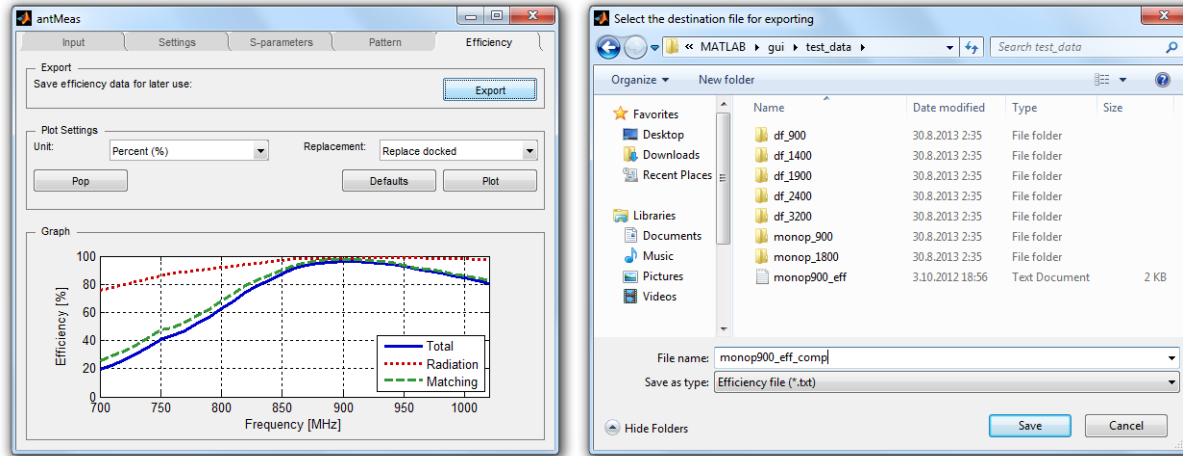 antMeas
Input Settings S-parameters Pattern Efficiency
Export
Save efficiency data for later use:
Export
Plot Settings
Unit: Percent (%) Replacement: Replace docked
Pop Defaults Plot
Graph
100
80
60
40
20
0
Efficiency [%]
Total
Radiation
Matching
700 750 800 850 900 950 1000
Frequency [MHz]
Select the destination file for exporting
« MATLAB gui test_data Search test_data
Organize New folder
Favorites
Desktop
Downloads
Recent Places
Libraries
Documents
Music
Pictures
Videos
Name Date modified Type Size
df_900 30.8.2013 2:35 File folder
df_1400 30.8.2013 2:35 File folder
df_1900 30.8.2013 2:35 File folder
df_2400 30.8.2013 2:35 File folder
df_3200 30.8.2013 2:35 File folder
monop_900 30.8.2013 2:35 File folder
monop_1800 30.8.2013 2:35 File folder
monop900_eff 3.10.2012 18:56 Text Document 2 KB
File name: monop900_eff_comp
Save as type: Efficiency file (*.txt)
Hide Folders Save Cancel